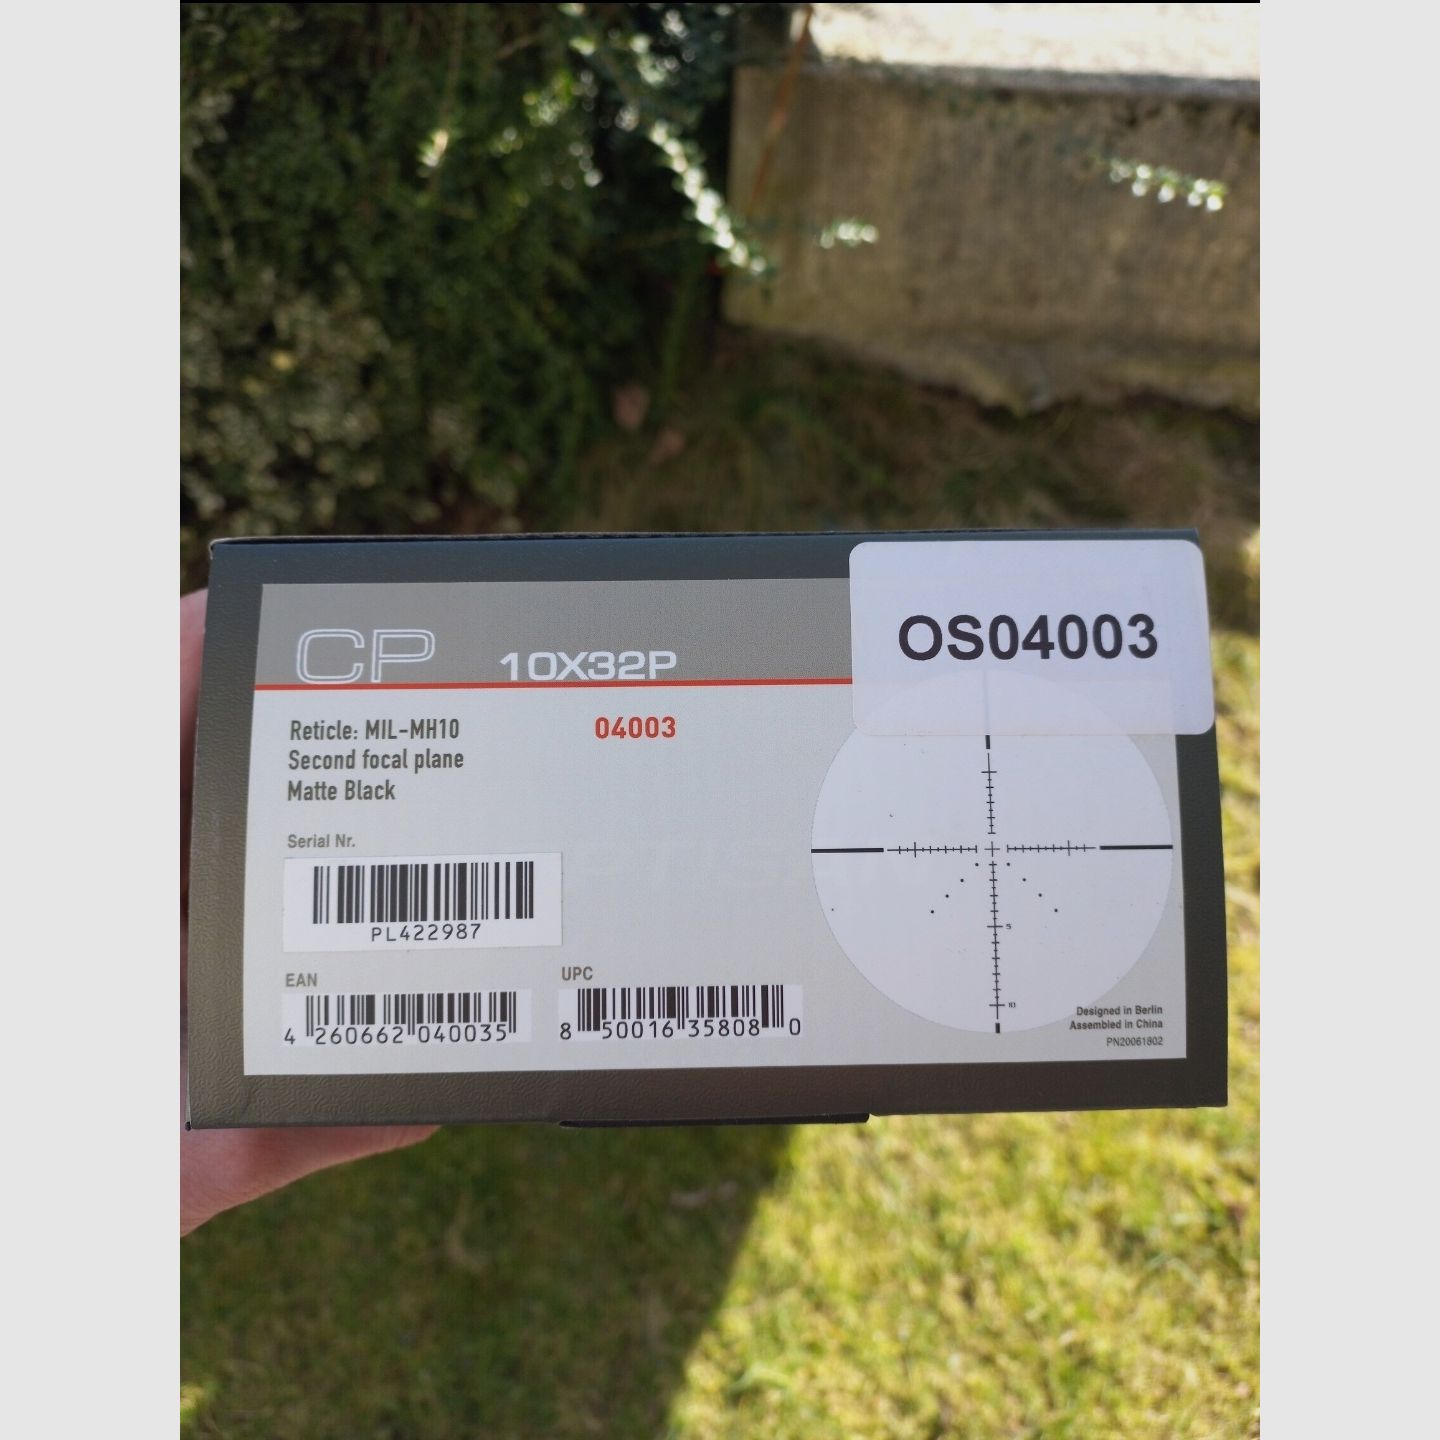 OS04003
CP 10X32P
Reticle: MIL-MH10 04003
Second focal plane
Matte Black
Serial Nr.
PL422987
EAN
4 260662 040035
UPC
8 50016 35808 0
5
10
Designed in Berlin
Assembled in China
PN20061802